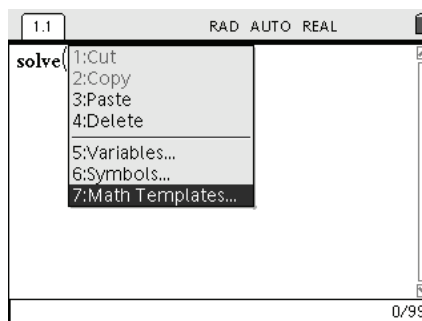 1.1 RAD AUTO REAL
solve(
1:Cut
2:Copy
3:Paste
4:Delete
5:Variables...
6:Symbols...
7:Math Templates...
0/99